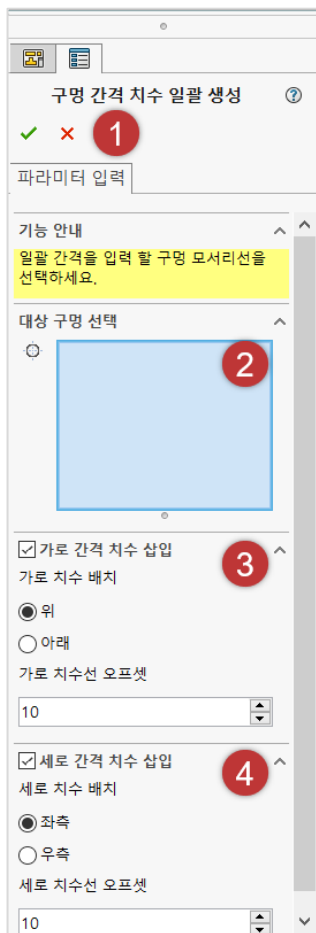 구멍 간격 치수 일괄 생성
1
파라미터 입력
기능 안내
일괄 간격을 입력 할 구멍 모서리선을
선택하세요.
대상 구멍 선택
2
가로 간격 치수 삽입
3
가로 치수 배치
위
아래
가로 치수선 오프셋
10
세로 간격 치수 삽입
4
세로 치수 배치
좌측
우측
세로 치수선 오프셋
10